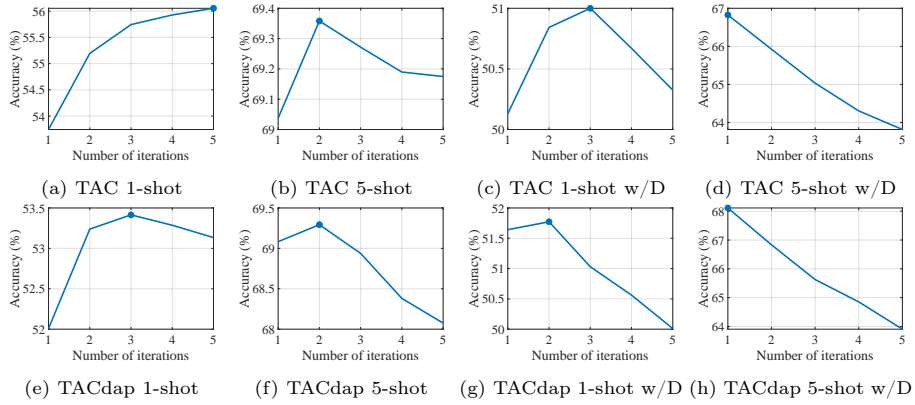 56
55.5
55
54.5
54
Accuracy (%)
1 2 3 4 5
Number of iterations
(a) TAC 1-shot
69.4
69.3
69.2
69.1
69
Accuracy (%)
1 2 3 4 5
Number of iterations
(b) TAC 5-shot
51
50.5
50
Accuracy (%)
1 2 3 4 5
Number of iterations
(c) TAC 1-shot w/D
67
66
65
64
Accuracy (%)
1 2 3 4 5
Number of iterations
(d) TAC 5-shot w/D
53.5
53
52.5
52
Accuracy (%)
1 2 3 4 5
Number of iterations
(e) TACdap 1-shot
69.5
69
68.5
68
Accuracy (%)
1 2 3 4 5
Number of iterations
(f) TACdap 5-shot
52
51.5
51
50.5
50
Accuracy (%)
1 2 3 4 5
Number of iterations
(g) TACdap 1-shot w/D
68
67
66
65
64
Accuracy (%)
1 2 3 4 5
Number of iterations
(h) TACdap 5-shot w/D